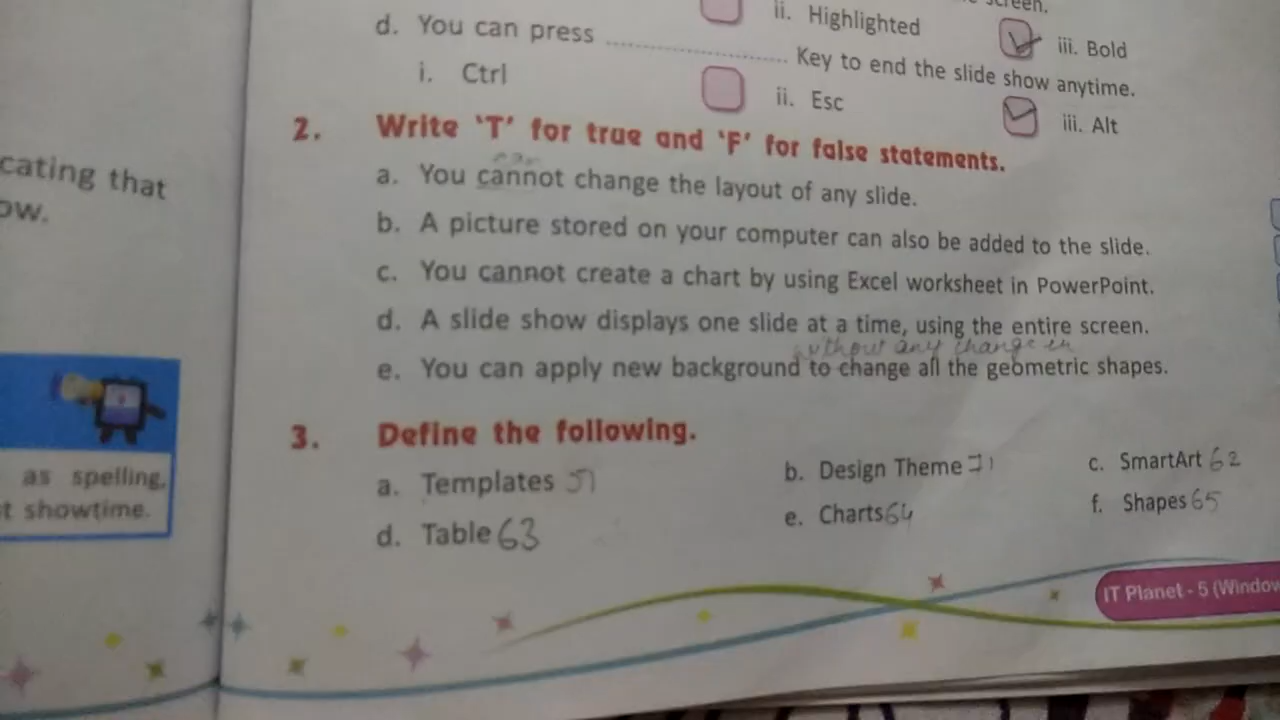 screen.
ii. Highlighted
iii. Bold
d. You can press .......................... Key to end the slide show anytime.
i. Ctrl
ii. Esc
iii. Alt
2. Write 'T' for true and 'F' for false statements.
can
a. You cannot change the layout of any slide.
b. A picture stored on your computer can also be added to the slide.
c. You cannot create a chart by using Excel worksheet in PowerPoint.
d. A slide show displays one slide at a time, using the entire screen.
without any change in
e. You can apply new background to change all the geometric shapes.
3. Define the following.
a. Templates
b. Design Theme
c. SmartArt 62
d. Table 63
e. Charts 64
f. Shapes 65
IT Planet - 5 (Window
cating that
ow.
as spelling,
t showtime.